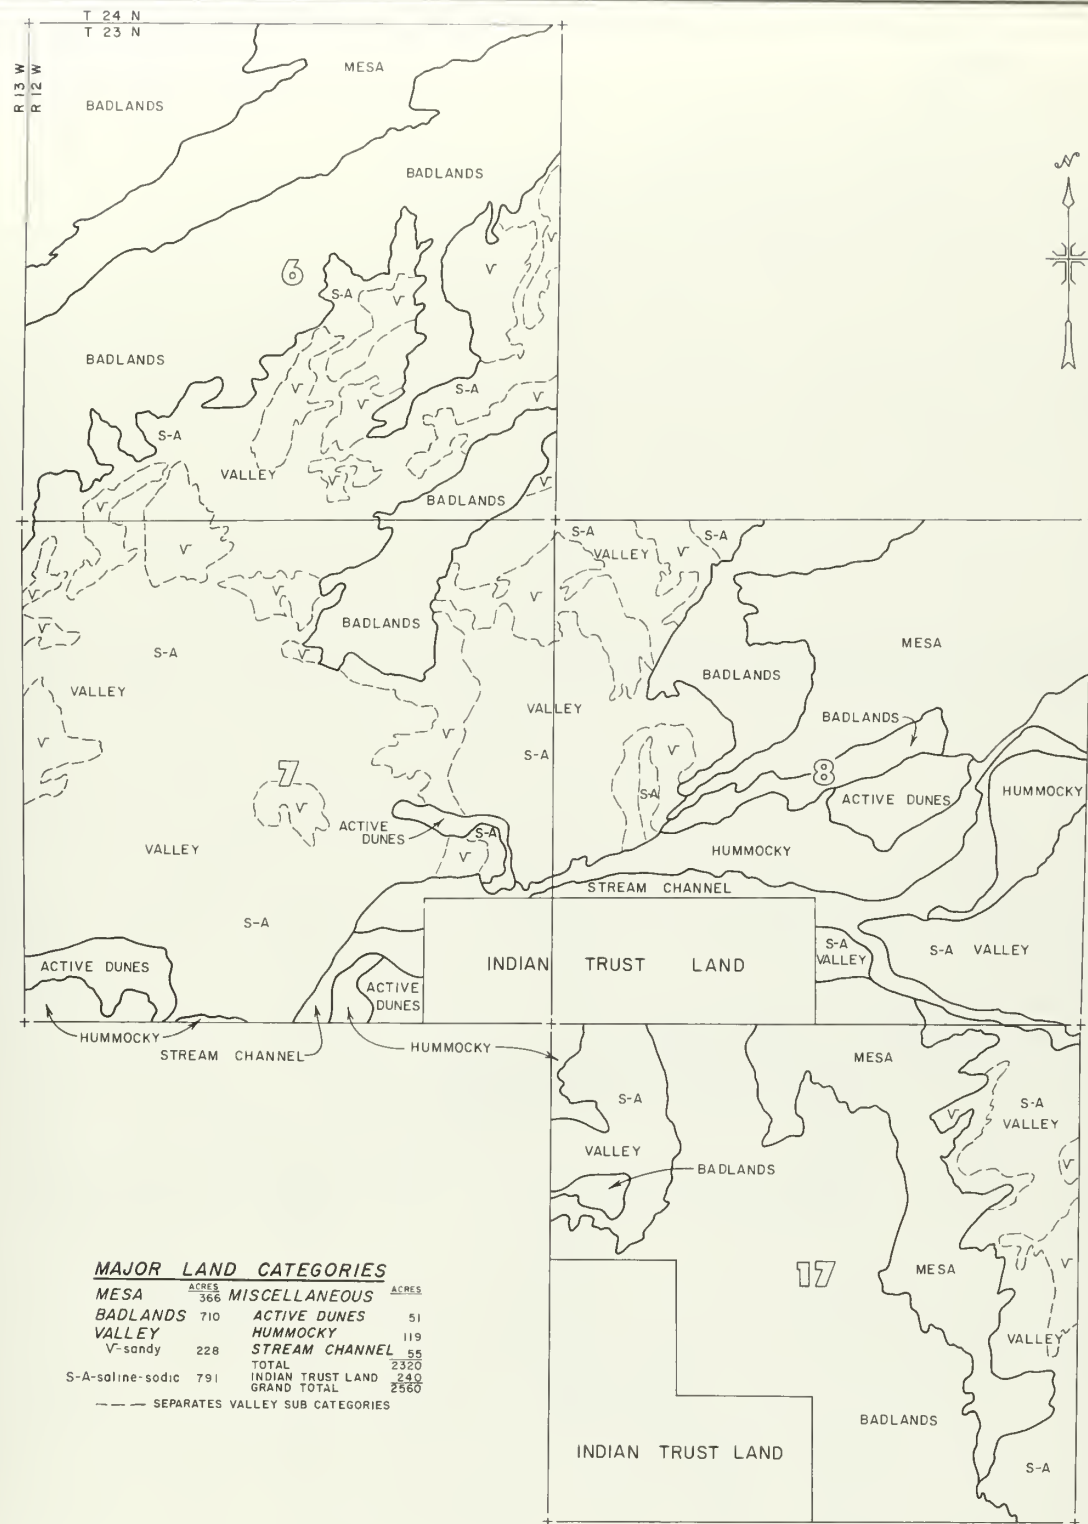 T 24 N
T 23 N
R 13 W
R 12 W
N
MESA
BADLANDS
BADLANDS
V
V
6
S-A
V
BADLANDS
S-A
V
V
V
S-A
VALLEY
V
V
BADLANDS
V
V
S-A
VALLEY
V
S-A
V
V
V
V
BADLANDS
V
S-A
V
MESA
VALLEY
BADLANDS
VALLEY
BADLANDS
V
V
S-A
V
7
8
S-A
HUMMOCKY
ACTIVE DUNES
V
ACTIVE
DUNES
S-A
VALLEY
V
HUMMOCKY
STREAM CHANNEL
S-A
S-A
VALLEY
S-A VALLEY
INDIAN TRUST LAND
ACTIVE DUNES
ACTIVE
DUNES
HUMMOCKY
STREAM CHANNEL
HUMMOCKY
MESA
S-A
S-A
VALLEY
V
VALLEY
BADLANDS
V
17
MESA
V
VALLEY
BADLANDS
INDIAN TRUST LAND
S-A
MAJOR LAND CATEGORIES
ACRES ACRES
MESA 366 MISCELLANEOUS
BADLANDS 710 ACTIVE DUNES 51
VALLEY HUMMOCKY 119
V-sandy 228 STREAM CHANNEL 55
TOTAL 2320
S-A-saline-sodic 791 INDIAN TRUST LAND 240
GRAND TOTAL 2560
SEPARATES VALLEY SUB CATEGORIES